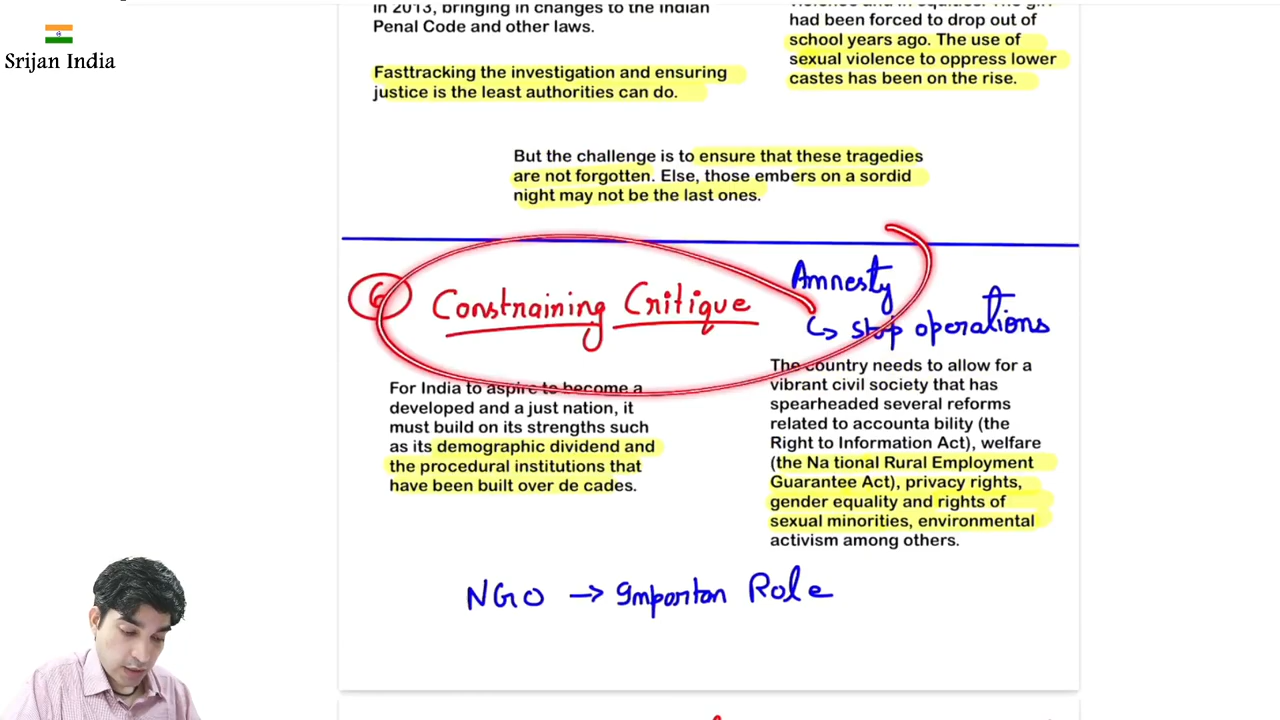 Srijan India
in 2013, bringing in changes to the Indian
Penal Code and other laws.
Fasttracking the investigation and ensuring
justice is the least authorities can do.
had been forced to drop out of
school years ago. The use of
sexual violence to oppress lower
castes has been on the rise.
But the challenge is to ensure that these tragedies
are not forgotten. Else, those embers on a sordid
night may not be the last ones.
6 Constraining Critique
Amnesty
↳ stop operations
For India to aspire to become a
developed and a just nation, it
must build on its strengths such
as its demographic dividend and
the procedural institutions that
have been built over de cades.
The country needs to allow for a
vibrant civil society that has
spearheaded several reforms
related to accounta bility (the
Right to Information Act), welfare
(the Na tional Rural Employment
Guarantee Act), privacy rights,
gender equality and rights of
sexual minorities, environmental
activism among others.
NGO → Importan Role